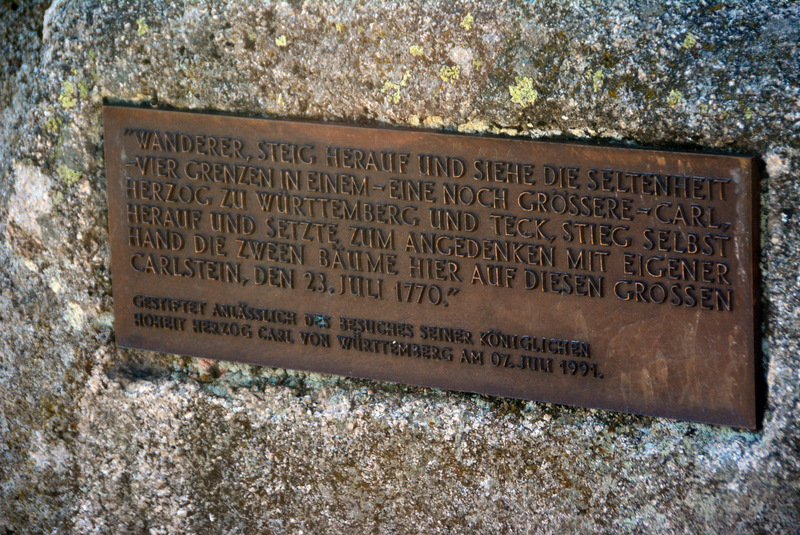 "WANDERER, STEIG HERAUF UND SIEHE, DIE SELTENHEIT
-VIER GRENZEN IN EINEM- EINE NOCH GRÖSSERE - CARL,
HERZOG ZU WÜRTTEMBERG UND TECK, STIEG SELBST
HERAUF UND SETZTE, ZUM ANGEDENKEN MIT EIGENER
HAND DIE ZWEEN BÄUME HIER AUF DIESEN GROSSEN
CARLSTEIN, DEN 23. JULI 1770."
GESTIFTET ANLÄSSLICH DES BESUCHES SEINER KÖNIGLICHEN
HOHEIT HERZOG CARL VON WÜRTTEMBERG AM 07. JULI 1991.